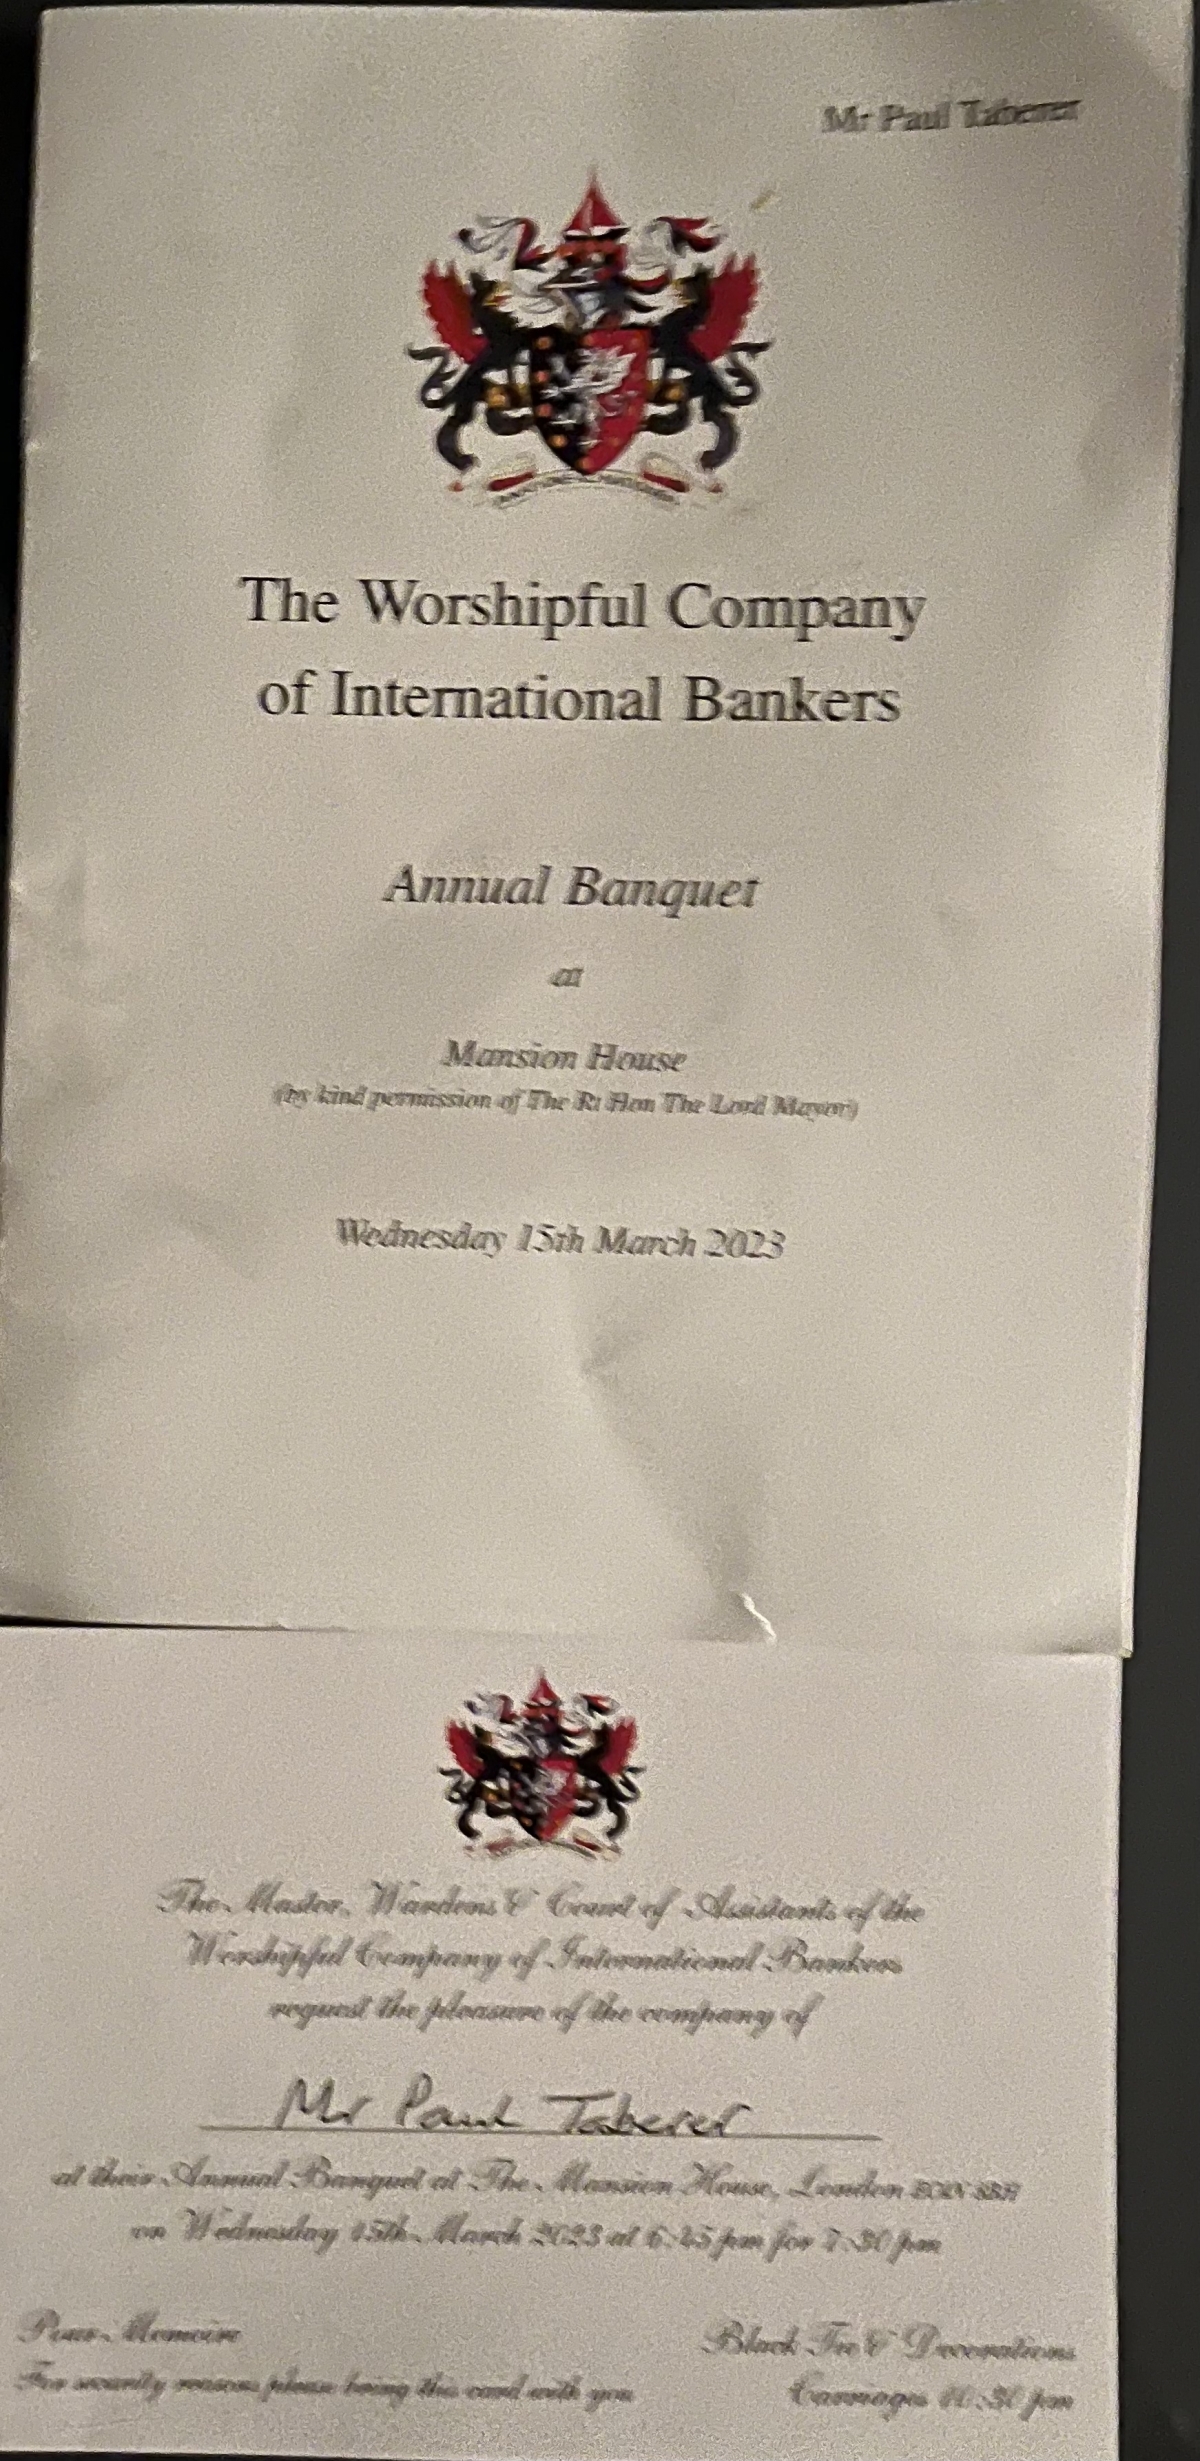 Mr Paul Taberer
The Worshipful Company
of International Bankers
Annual Banquet
at
Mansion House
(by kind permission of The Rt Hon The Lord Mayor)
Wednesday 15th March 2023
The Master, Wardens & Court of Assistants of the
Worshipful Company of International Bankers
request the pleasure of the company of
Mr Paul Taberer
at their Annual Banquet at The Mansion House, London
on Wednesday 15th March 2023 at 6:45 pm for 7:30 pm
Pour Memoire
Black Tie & Decorations
For security reasons please bring this card with you
Carriages 10:30 pm